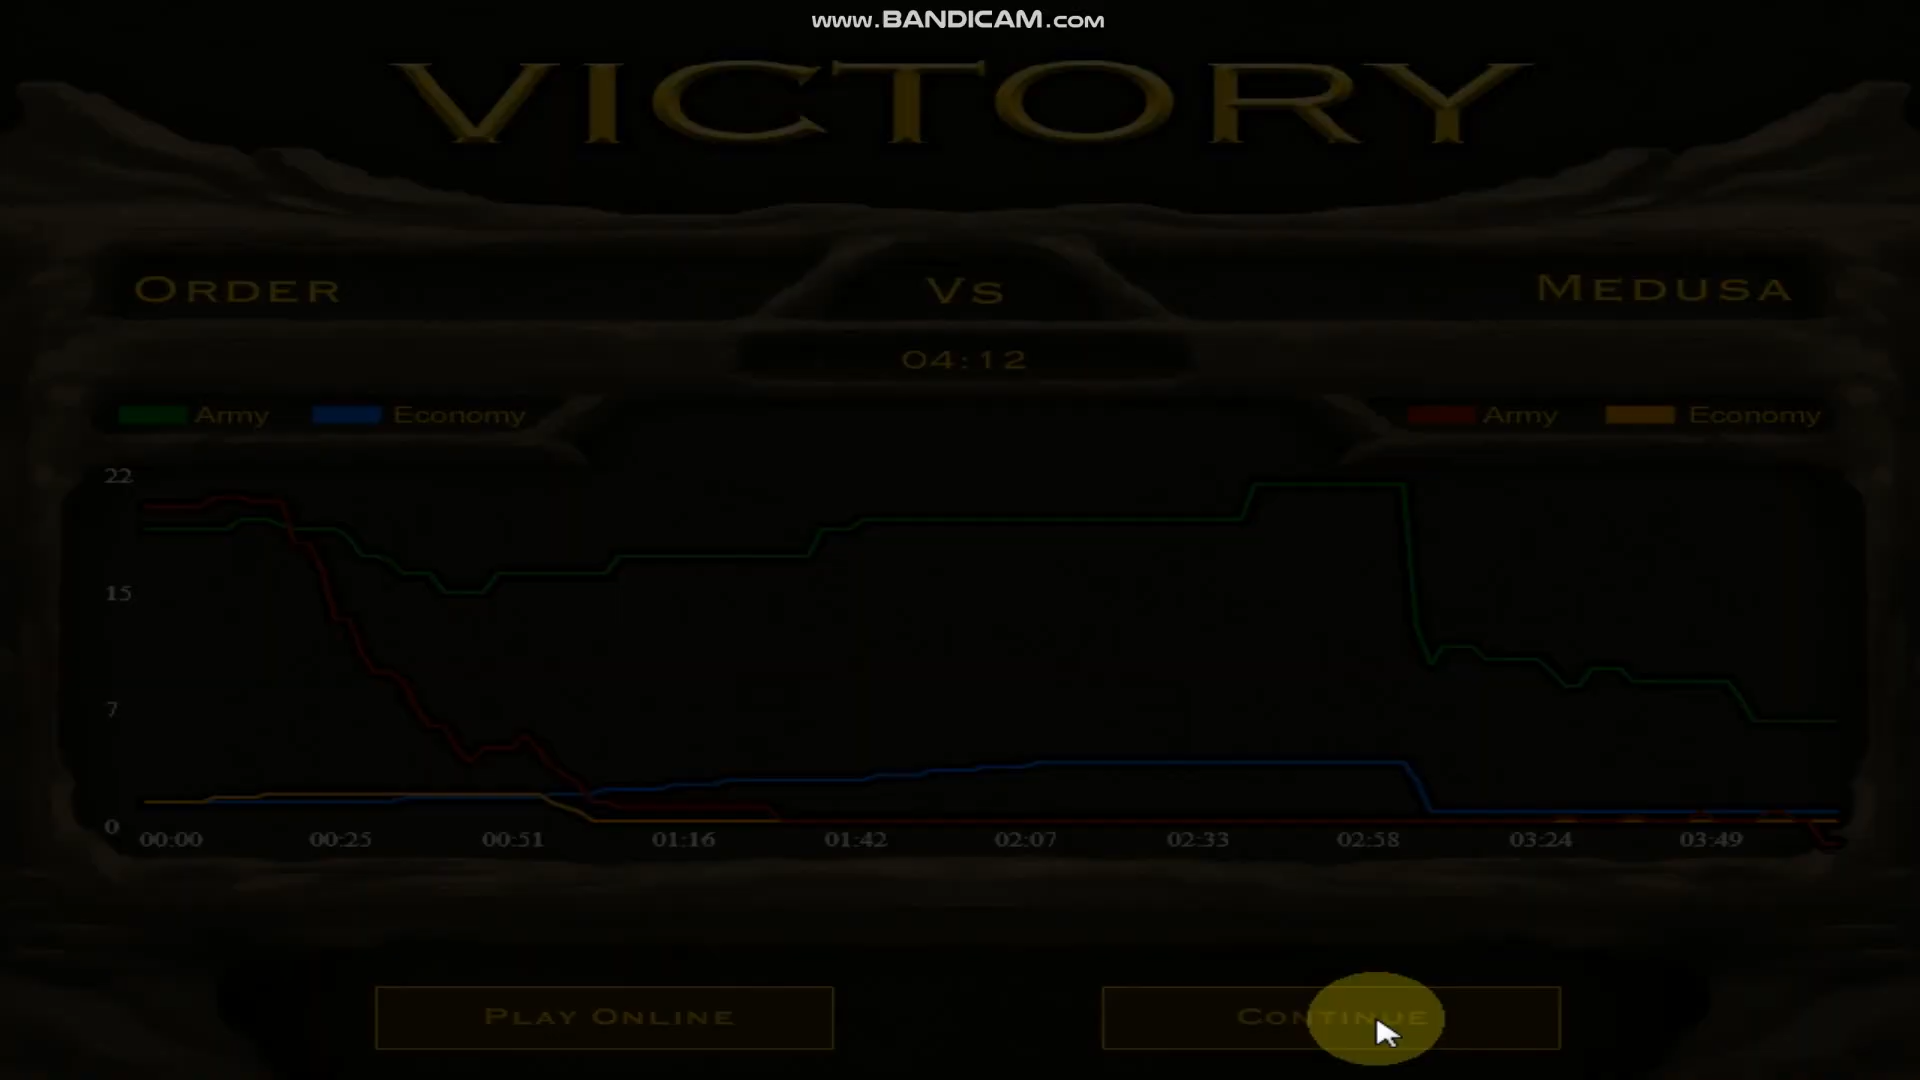 www.BANDICAM.com
VICTORY
ORDER
VS
MEDUSA
04:12
Army
Economy
Army
Economy
22
15
7
0
00:00
00:25
00:51
01:16
01:42
02:07
02:33
02:58
03:24
03:49
PLAY ONLINE
CONTINUE